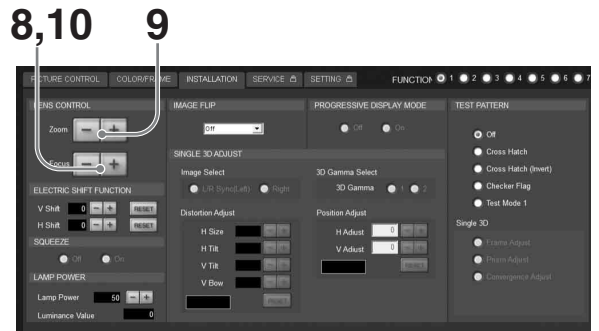 8,10 9
PICTURE CONTROL COLOR/FRAME INSTALLATION SERVICE SETTING FUNCTION 1 2 3 4 5 6 7
LENS CONTROL
Zoom - +
Focus - +
ELECTRIC SHIFT FUNCTION
V Shift 0 - + RESET
H Shift 0 - + RESET
SQUEEZE
Off On
LAMP POWER
Lamp Power 50 - +
Luminance Value 0
IMAGE FLIP
Off
SINGLE 3D ADJUST
Image Select
L/R Sync(Left) Right
Distortion Adjust
H Size - +
H Tilt - +
V Tilt - +
V Bow - +
RESET
PROGRESSIVE DISPLAY MODE
Off On
3D Gamma Select
3D Gamma 1 2
Position Adjust
H Adjust 0 - +
V Adjust 0 - +
RESET
TEST PATTERN
Off
Cross Hatch
Cross Hatch (Invert)
Checker Flag
Test Mode 1
Single 3D
Frame Adjust
Prism Adjust
Convergence Adjust